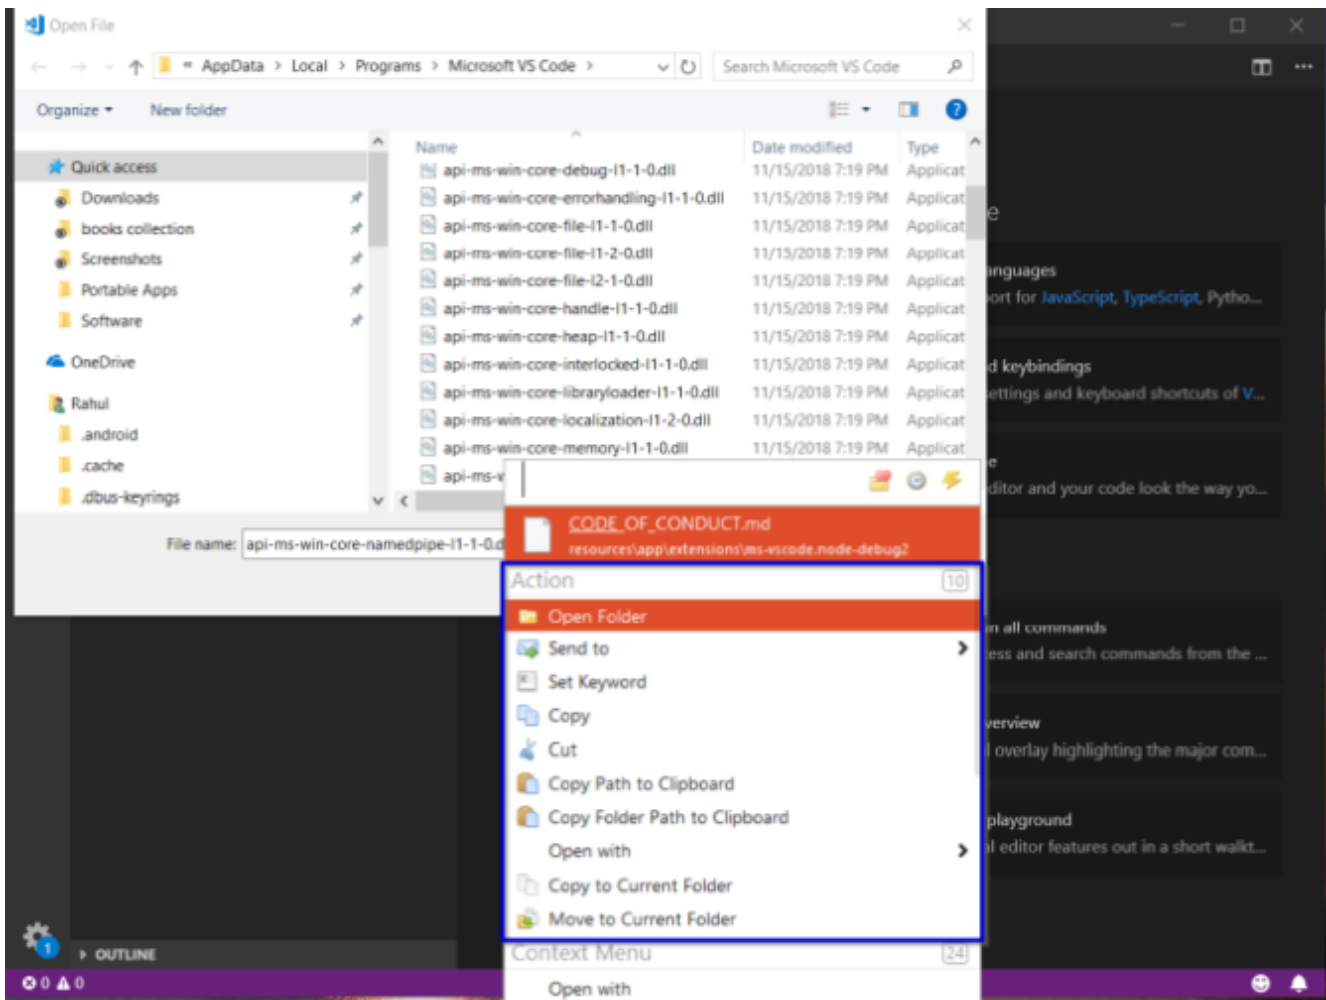 Open File
« AppData > Local > Programs > Microsoft VS Code >
Search Microsoft VS Code
Organize
New folder
Quick access
Downloads
books collection
Screenshots
Portable Apps
Software
OneDrive
Rahul
.android
.cache
.dbus-keyrings
Name Date modified Type
api-ms-win-core-debug-l1-1-0.dll 11/15/2018 7:19 PM Applicat
api-ms-win-core-errorhandling-l1-1-0.dll 11/15/2018 7:19 PM Applicat
api-ms-win-core-file-l1-1-0.dll 11/15/2018 7:19 PM Applicat
api-ms-win-core-file-l1-2-0.dll 11/15/2018 7:19 PM Applicat
api-ms-win-core-file-l2-1-0.dll 11/15/2018 7:19 PM Applicat
api-ms-win-core-handle-l1-1-0.dll 11/15/2018 7:19 PM Applicat
api-ms-win-core-heap-l1-1-0.dll 11/15/2018 7:19 PM Applicat
api-ms-win-core-interlocked-l1-1-0.dll 11/15/2018 7:19 PM Applicat
api-ms-win-core-libraryloader-l1-1-0.dll 11/15/2018 7:19 PM Applicat
api-ms-win-core-localization-l1-2-0.dll 11/15/2018 7:19 PM Applicat
api-ms-win-core-memory-l1-1-0.dll 11/15/2018 7:19 PM Applicat
api-ms-v
File name: api-ms-win-core-namedpipe-l1-1-0.d
CODE_OF_CONDUCT.md
resources\app\extensions\ms-vscode.node-debug2
Action 10
Open Folder
Send to
Set Keyword
Copy
Cut
Copy Path to Clipboard
Copy Folder Path to Clipboard
Open with
Copy to Current Folder
Move to Current Folder
Context Menu 24
Open with
e
anguages
ort for JavaScript, TypeScript, Pytho...
d keybindings
ettings and keyboard shortcuts of V...
e
ditor and your code look the way yo...
n all commands
ess and search commands from the ...
verview
l overlay highlighting the major com...
playground
al editor features out in a short walkt...
1
OUTLINE
0 0